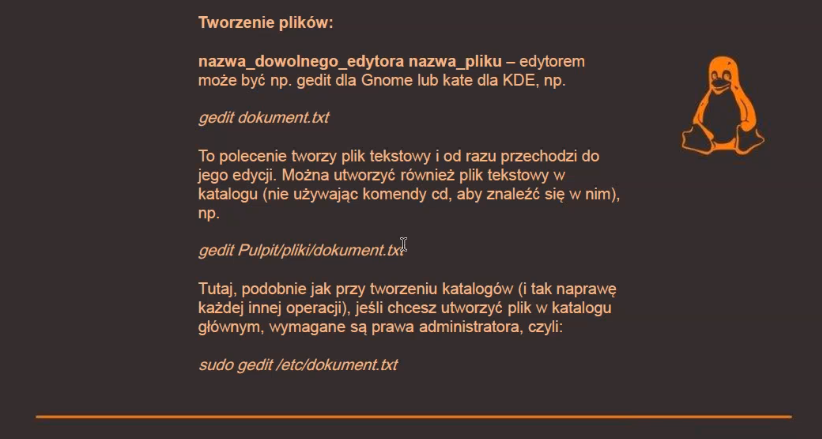 Tworzenie plików:
nazwa_dowolnego_edytora nazwa_pliku – edytorem
może być np. gedit dla Gnome lub kate dla KDE, np.
gedit dokument.txt
To polecenie tworzy plik tekstowy i od razu przechodzi do
jego edycji. Można utworzyć również plik tekstowy w
katalogu (nie używając komendy cd, aby znaleźć się w nim),
np.
gedit Pulpit/pliki/dokument.txt
Tutaj, podobnie jak przy tworzeniu katalogów (i tak naprawę
każdej innej operacji), jeśli chcesz utworzyć plik w katalogu
głównym, wymagane są prawa administratora, czyli:
sudo gedit /etc/dokument.txt